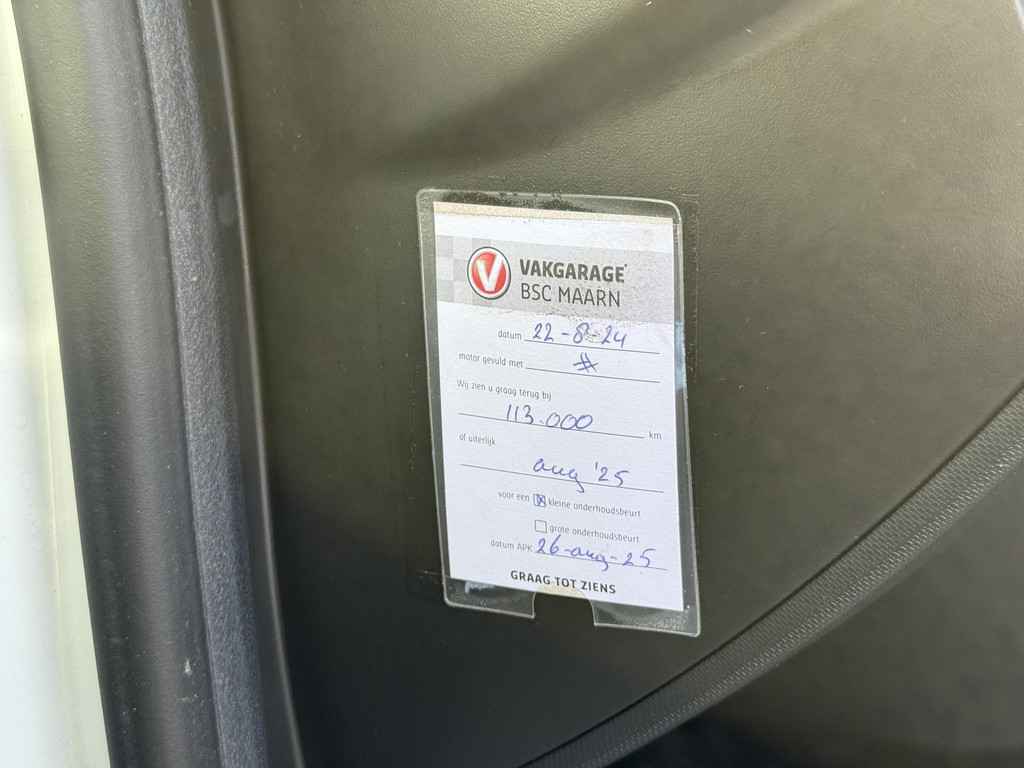 V VAKGARAGE
BSC MAARN
datum 22-8-24
motor gevuld met #
Wij zien u graag terug bij
113.000 km
of uiterlijk
aug '25
voor een ☒ kleine onderhoudsbeurt
☐ grote onderhoudsbeurt
datum APK 26-aug-25
GRAAG TOT ZIENS